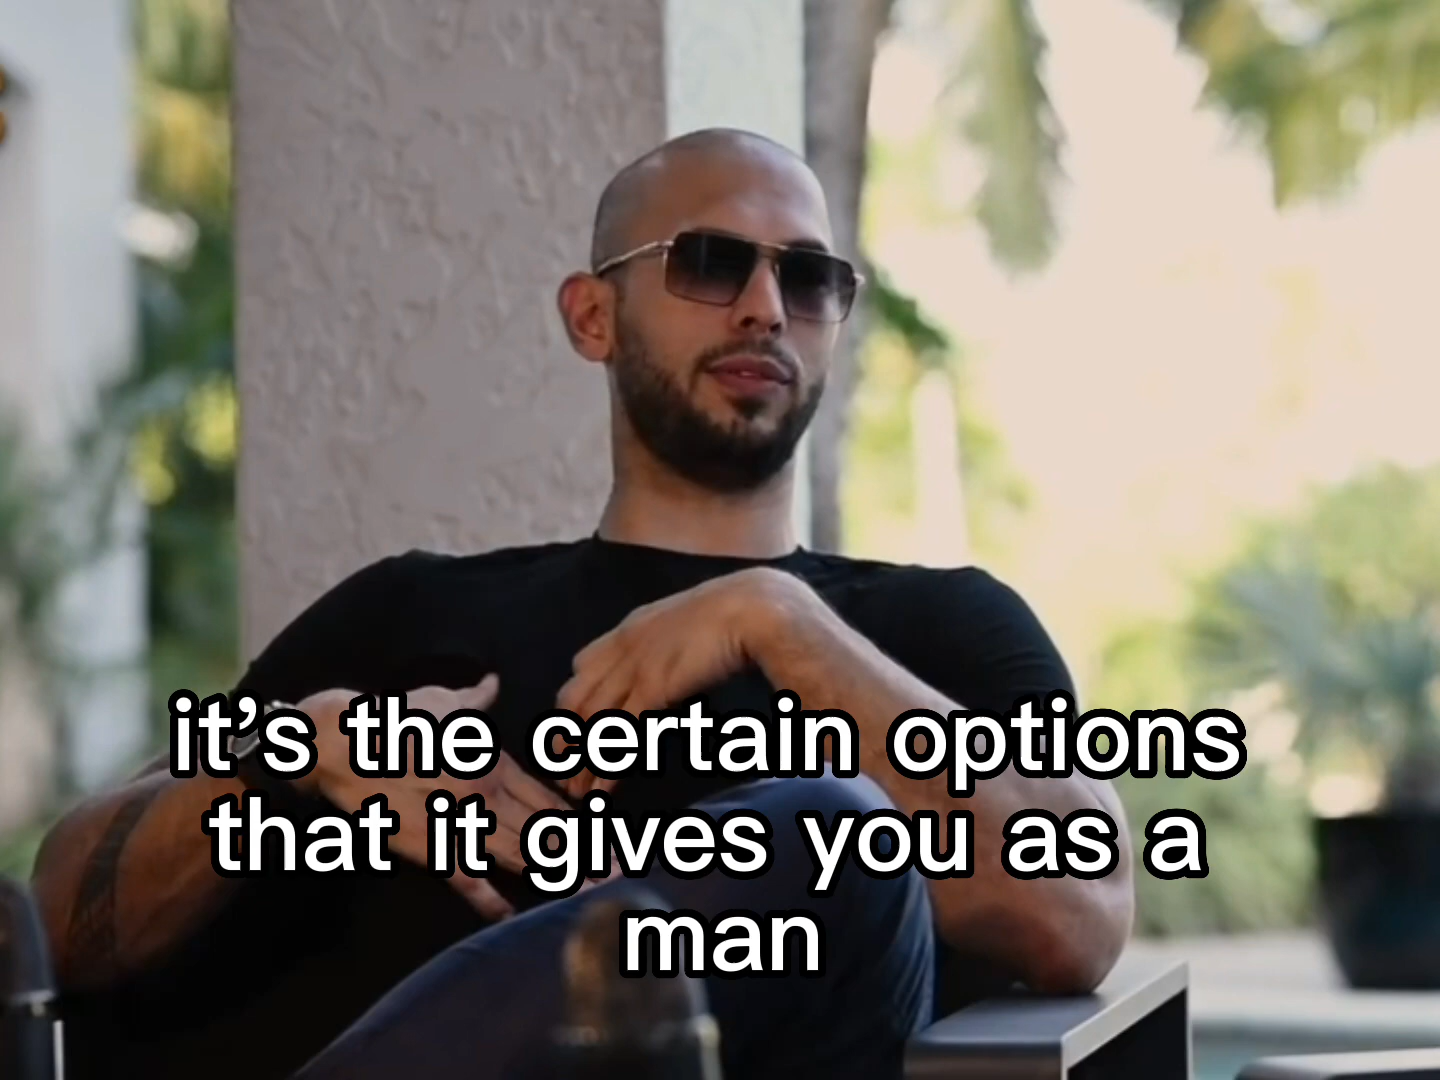 it’s the certain options
that it gives you as a
man